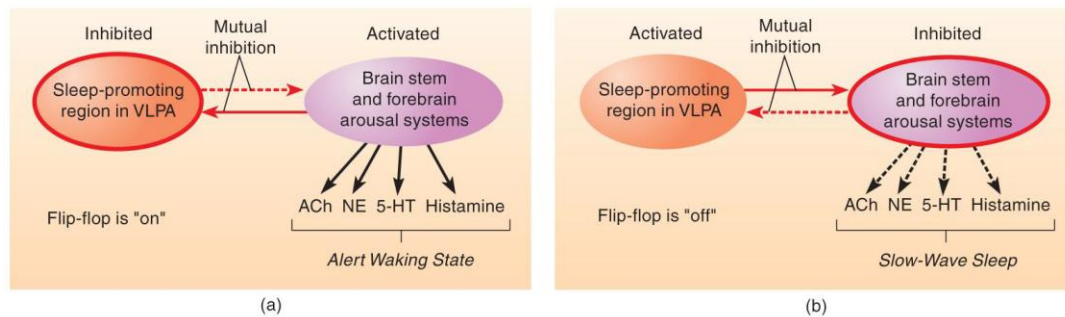 Inhibited
Mutual
inhibition
Activated
Sleep-promoting
region in VLPA
Brain stem
and forebrain
arousal systems
ACh NE 5-HT Histamine
Flip-flop is "on"
Alert Waking State
(a)
Activated
Mutual
inhibition
Inhibited
Sleep-promoting
region in VLPA
Brain stem
and forebrain
arousal systems
ACh NE 5-HT Histamine
Flip-flop is "off"
Slow-Wave Sleep
(b)